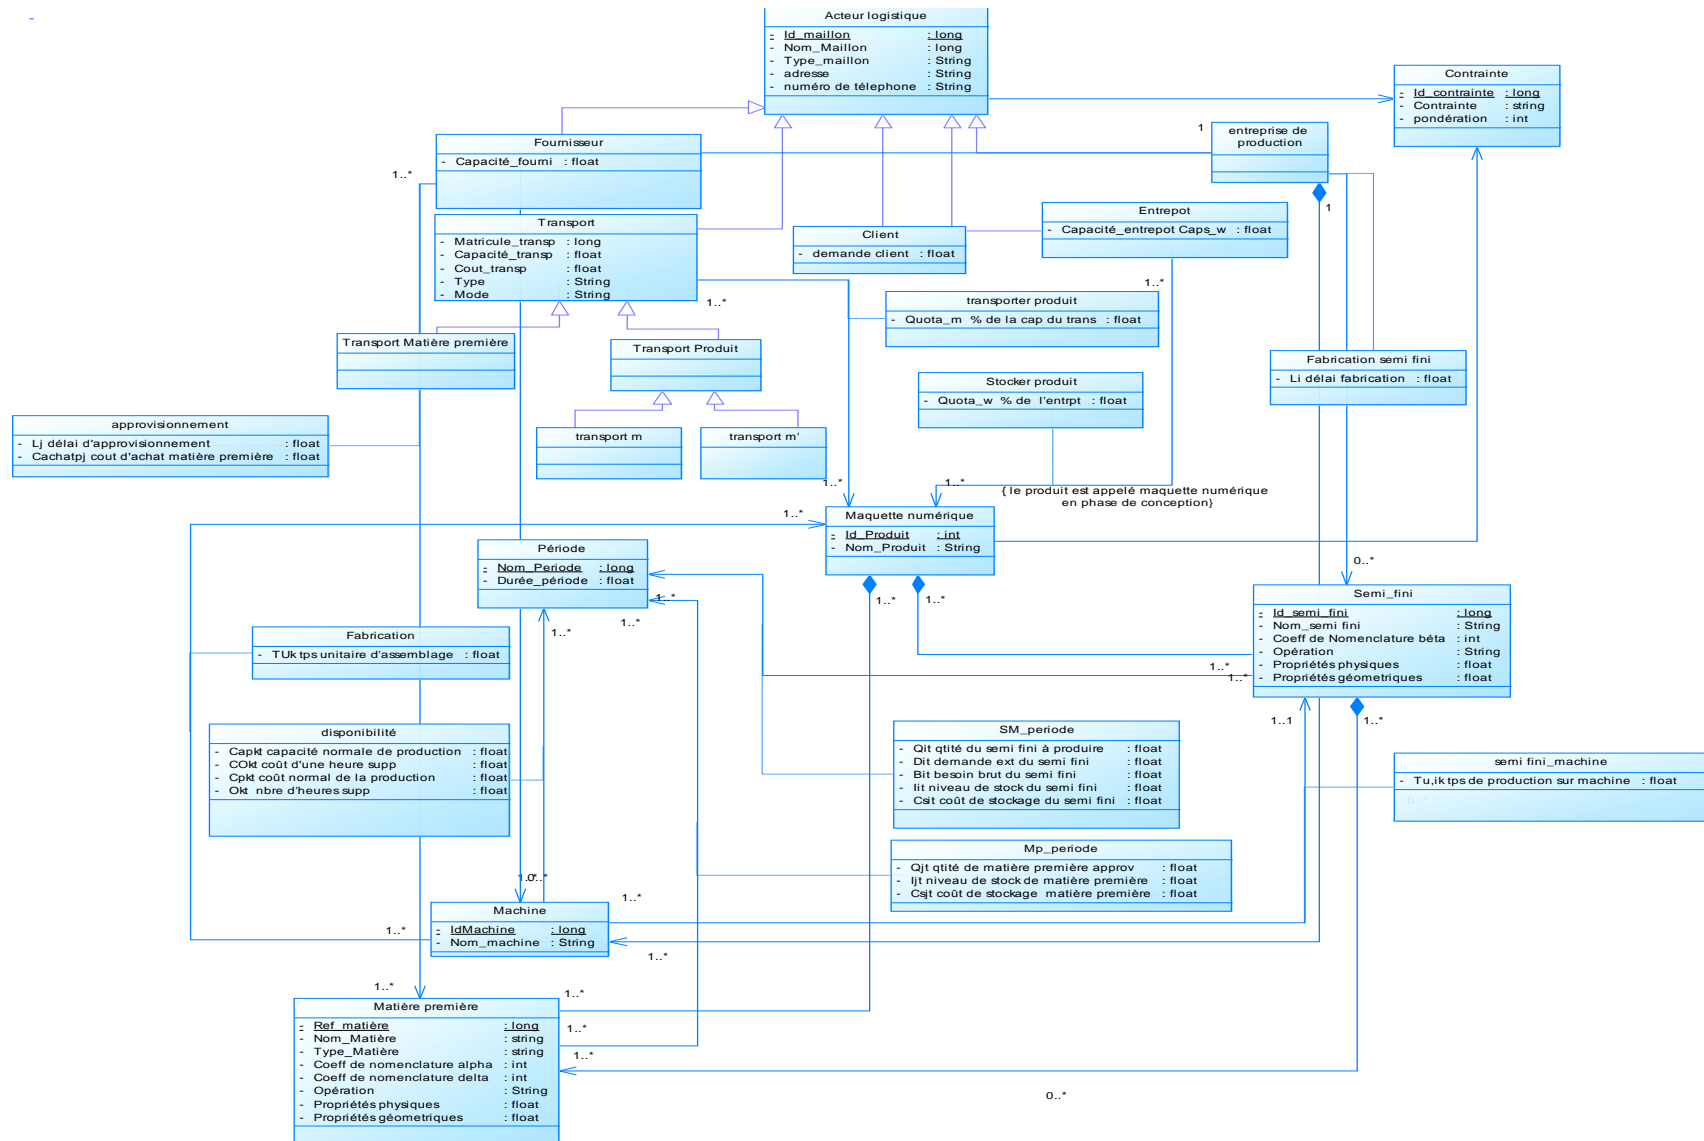 Acteur logistique
- Id_maillon : long
- Nom_Maillon : long
- Type_maillon : String
- adresse : String
- numéro de télephone : String
Contrainte
- Id_contrainte : long
- Contrainte : string
- pondération : int
entreprise de
production
1
1
Fournisseur
- Capacité_fourni : float
1..*
Transport
- Matricule_transp : long
- Capacité_transp : float
- Cout_transp : float
- Type : String
- Mode : String
1..*
Client
- demande client : float
Entrepot
- Capacité_entrepot Caps_w : float
1..*
transporter produit
- Quota_m % de la cap du trans : float
Transport Matière première
Transport Produit
Fabrication semi fini
- Li délai fabrication : float
Stocker produit
- Quota_w % de l'entrpt : float
approvisionnement
- Lj délai d'approvisionnement : float
- Cachatpj cout d'achat matière première : float
transport m
transport m'
1..*
1..*
{ le produit est appelé maquette numérique
en phase de conception}
1..*
Maquette numérique
- Id_Produit : int
- Nom_Produit : String
1..*
1..*
Période
- Nom_Periode : long
- Durée_période : float
1..*
1..*
1..*
0..*
Semi_fini
- Id_semi_fini : long
- Nom_semi fini : String
- Coeff de Nomenclature béta : int
- Opération : String
- Propriétés physiques : float
- Propriétés géometriques : float
1..*
1..*
1..1
1..*
Fabrication
- TUk tps unitaire d'assemblage : float
disponibilité
- Capkt capacité normale de production : float
- COkt coût d'une heure supp : float
- Cpkt coût normal de la production : float
- Okt nbre d'heures supp : float
SM_periode
- Qit qtité du semi fini à produire : float
- Dit demande ext du semi fini : float
- Bit besoin brut du semi fini : float
- Iit niveau de stock du semi fini : float
- Csit coût de stockage du semi fini : float
semi fini_machine
- Tu,ik tps de production sur machine : float
0..*
Mp_periode
- Qjt qtité de matière première approv : float
- Ijt niveau de stock de matière première : float
- Csjt coût de stockage matière première : float
1..*
Machine
- IdMachine : long
- Nom_machine : String
1..*
1..*
1..*
Matière première
- Ref_matière : long
- Nom_Matière : string
- Type_Matière : string
- Coeff de nomenclature alpha : int
- Coeff de nomenclature delta : int
- Opération : String
- Propriétés physiques : float
- Propriétés géometriques : float
1..*
1..*
1..*
1..*
0..*